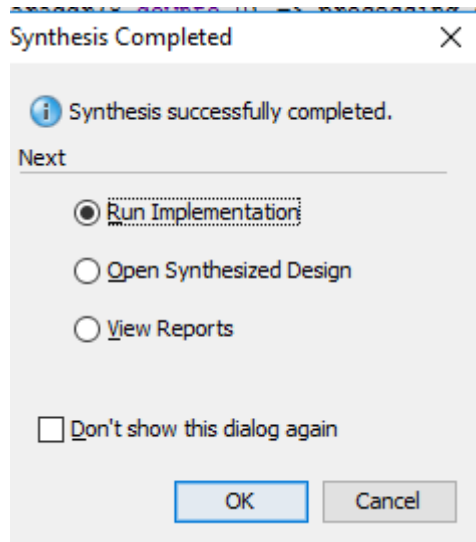 Synthesis Completed
Synthesis successfully completed.
Next
Run Implementation
Open Synthesized Design
View Reports
Don't show this dialog again
OK
Cancel